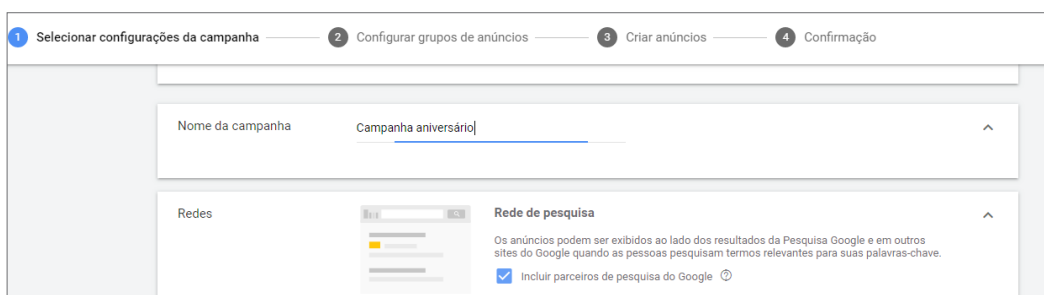 1 Selecionar configurações da campanha 2 Configurar grupos de anúncios 3 Criar anúncios 4 Confirmação
Nome da campanha Campanha aniversário
Redes Rede de pesquisa
Os anúncios podem ser exibidos ao lado dos resultados da Pesquisa Google e em outros
sites do Google quando as pessoas pesquisam termos relevantes para suas palavras-chave.
Incluir parceiros de pesquisa do Google ?